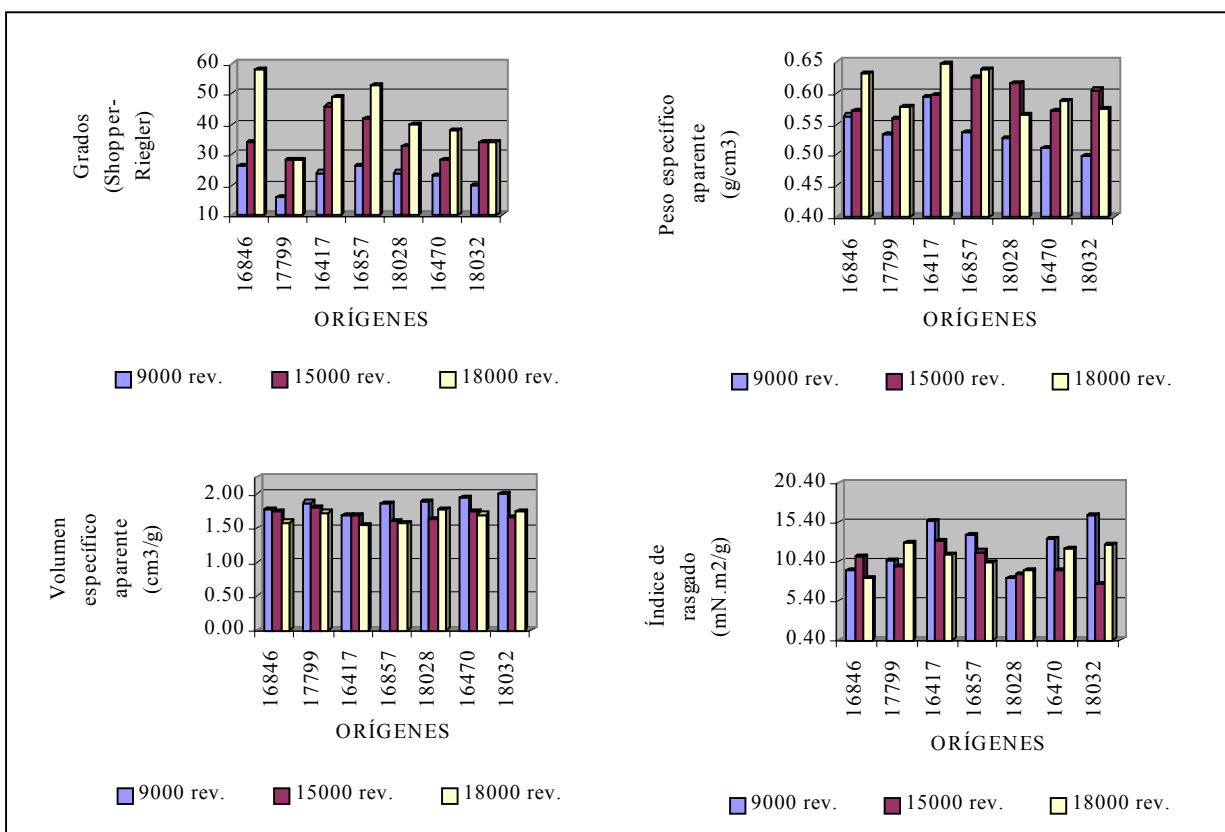 Grados
(Shopper-
Riegler)
60
50
40
30
20
10
16846
17799
16417
16857
18028
16470
18032
ORÍGENES
9000 rev. 15000 rev. 18000 rev.
Peso específico
aparente
(g/cm3)
0.65
0.60
0.55
0.50
0.45
0.40
16846
17799
16417
16857
18028
16470
18032
ORÍGENES
9000 rev. 15000 rev. 18000 rev.
Volumen
específico
aparente
(cm3/g)
2.00
1.50
1.00
0.50
0.00
16846
17799
16417
16857
18028
16470
18032
ORÍGENES
9000 rev. 15000 rev. 18000 rev.
Índice de
rasgado
(mN.m2/g)
20.40
15.40
10.40
5.40
0.40
16846
17799
16417
16857
18028
16470
18032
ORÍGENES
9000 rev. 15000 rev. 18000 rev.